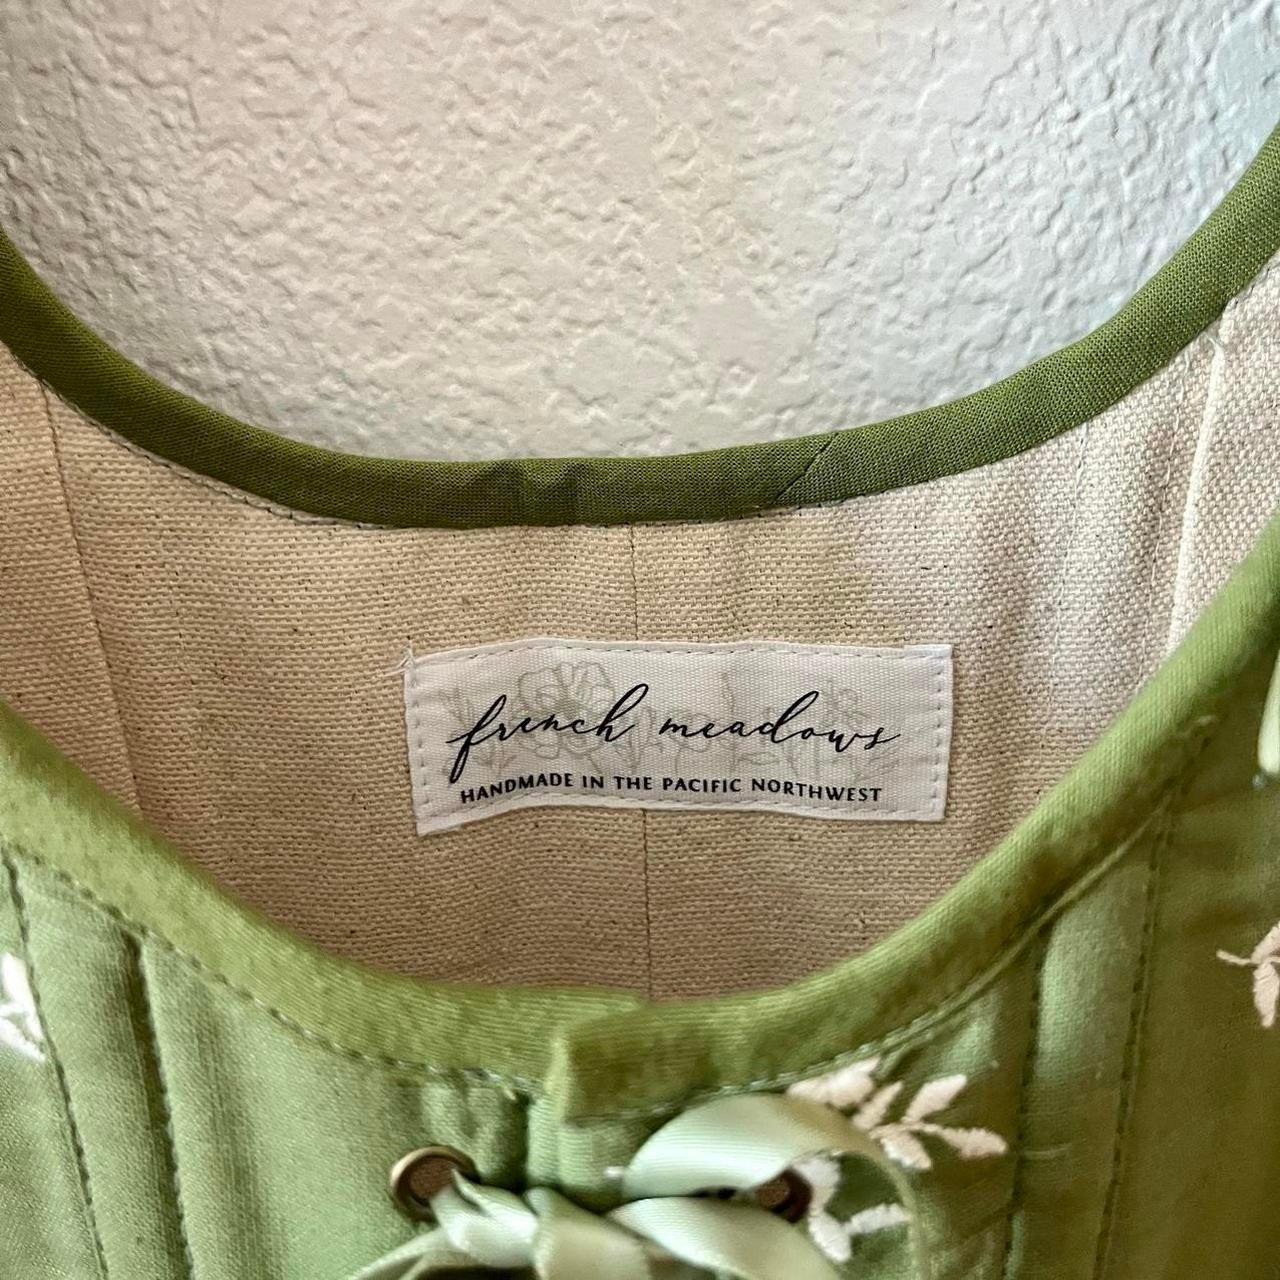 french meadows
HANDMADE IN THE PACIFIC NORTHWEST